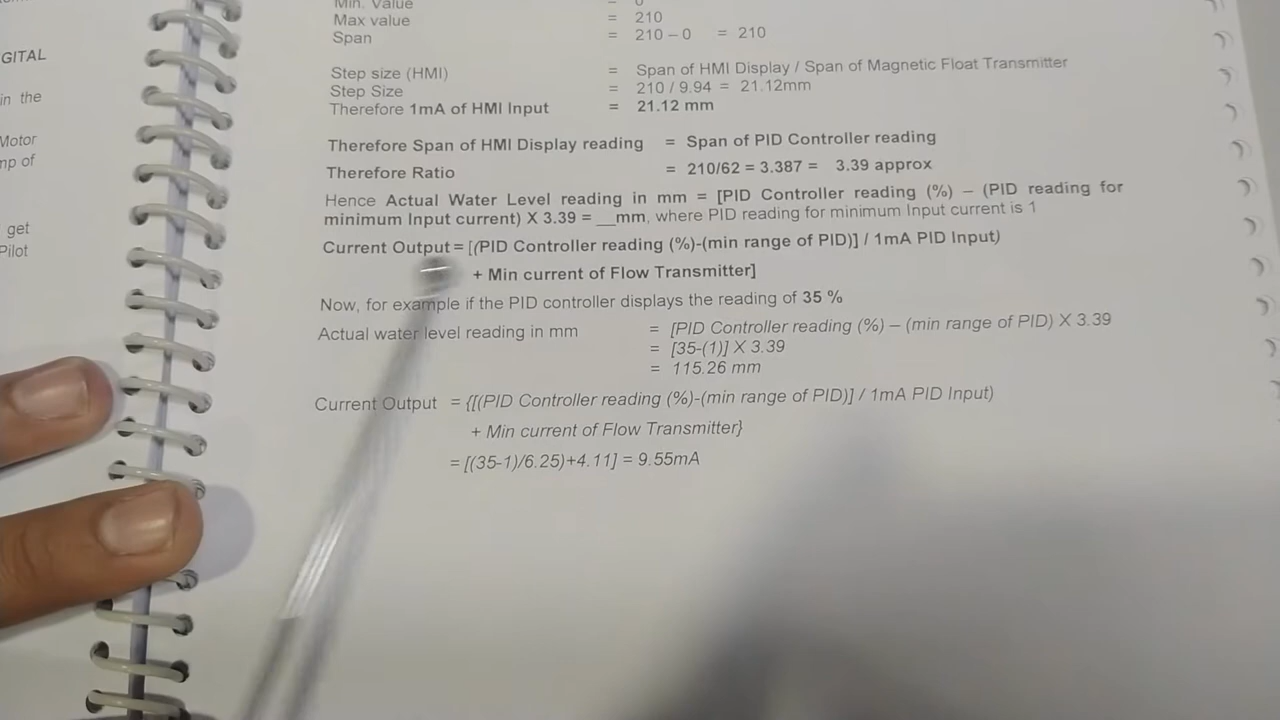 GITAL
in the
Motor
mp of
get
Pilot
Min. Value = 0
Max value = 210
Span = 210 – 0 = 210
Step size (HMI) = Span of HMI Display / Span of Magnetic Float Transmitter
Step Size = 210 / 9.94 = 21.12mm
Therefore 1mA of HMI Input = 21.12 mm
Therefore Span of HMI Display reading = Span of PID Controller reading
Therefore Ratio = 210/62 = 3.387 = 3.39 approx
Hence Actual Water Level reading in mm = [PID Controller reading (%) – (PID reading for
minimum Input current) X 3.39 = __mm, where PID reading for minimum Input current is 1
Current Output = [(PID Controller reading (%)-(min range of PID)] / 1mA PID Input)
+ Min current of Flow Transmitter]
Now, for example if the PID controller displays the reading of 35 %
Actual water level reading in mm = [PID Controller reading (%) – (min range of PID) X 3.39
= [35-(1)] X 3.39
= 115.26 mm
Current Output = {[(PID Controller reading (%)-(min range of PID)] / 1mA PID Input)
+ Min current of Flow Transmitter}
= [(35-1)/6.25)+4.11] = 9.55mA